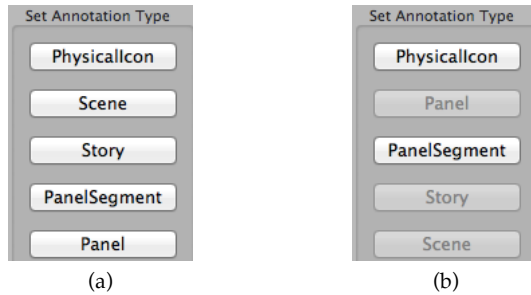 Set Annotation Type
PhysicalIcon
Scene
Story
PanelSegment
Panel
(a)
Set Annotation Type
PhysicalIcon
Panel
PanelSegment
Story
Scene
(b)